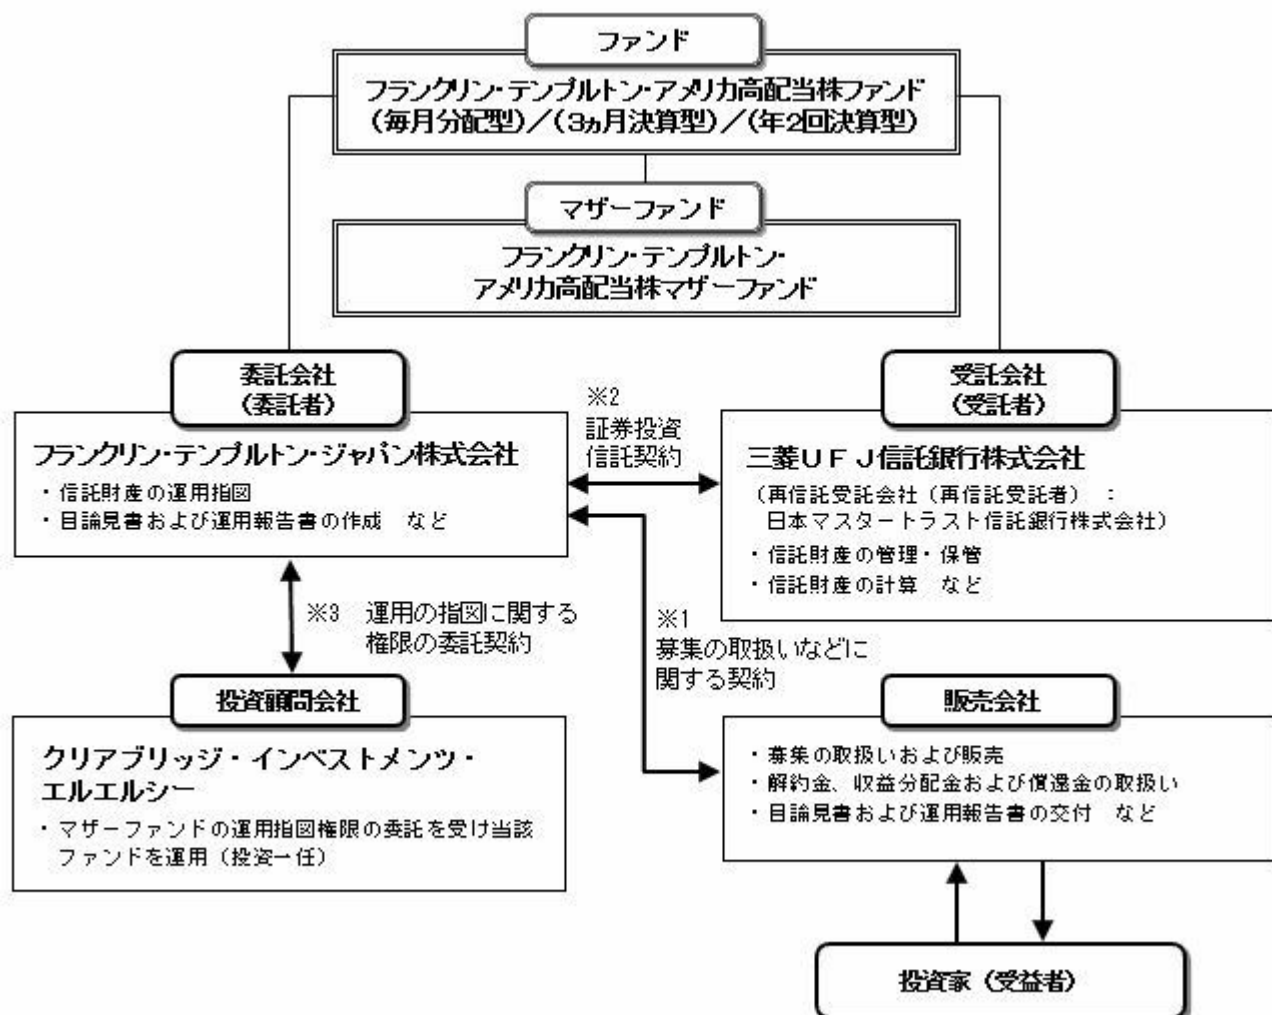 ファンド
フランクリン・テンプルトン・アメリカ高配当株ファンド
（毎月分配型）／（3ヵ月決算型）／（年2回決算型）
マザーファンド
フランクリン・テンプルトン・
アメリカ高配当株マザーファンド
委託会社
（委託者）
フランクリン・テンプルトン・ジャパン株式会社
・信託財産の運用指図
・目論見書および運用報告書の作成　など
※2
証券投資
信託契約
受託会社
（受託者）
三菱ＵＦＪ信託銀行株式会社
（再信託受託会社（再信託受託者）：
日本マスタートラスト信託銀行株式会社）
・信託財産の管理・保管
・信託財産の計算　など
※3　運用の指図に関する
権限の委託契約
※1
募集の取扱いなどに
関する契約
投資顧問会社
クリアブリッジ・インベストメンツ・
エルエルシー
・マザーファンドの運用指図権限の委託を受け当該
ファンドを運用（投資一任）
販売会社
・募集の取扱いおよび販売
・解約金、収益分配金および償還金の取扱い
・目論見書および運用報告書の交付　など
投資家（受益者）